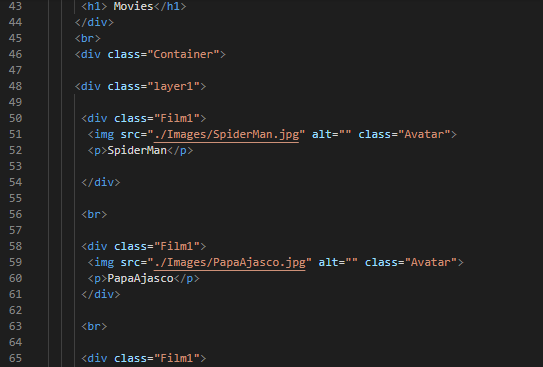 43 <h1> Movies</h1>
44 </div>
45 <br>
46 <div class="Container">
47
48 <div class="layer1">
49
50 <div class="Film1">
51 <img src="./Images/SpiderMan.jpg" alt="" class="Avatar">
52 <p>SpiderMan</p>
53
54 </div>
55
56 <br>
57
58 <div class="Film1">
59 <img src="./Images/PapaAjasco.jpg" alt="" class="Avatar">
60 <p>PapaAjasco</p>
61 </div>
62
63 <br>
64
65 <div class="Film1">